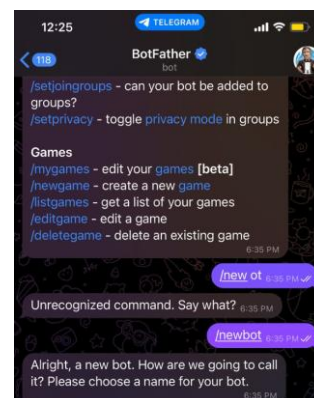 12:25
TELEGRAM
118
BotFather
bot
/setjoingroups - can your bot be added to
groups?
/setprivacy - toggle privacy mode in groups
Games
/mygames - edit your games [beta]
/newgame - create a new game
/listgames - get a list of your games
/editgame - edit a game
/deletegame - delete an existing game
6:35 PM
/new ot 6:35 PM
Unrecognized command. Say what? 6:35 PM
/newbot 6:35 PM
Alright, a new bot. How are we going to call
it? Please choose a name for your bot.
6:35 PM